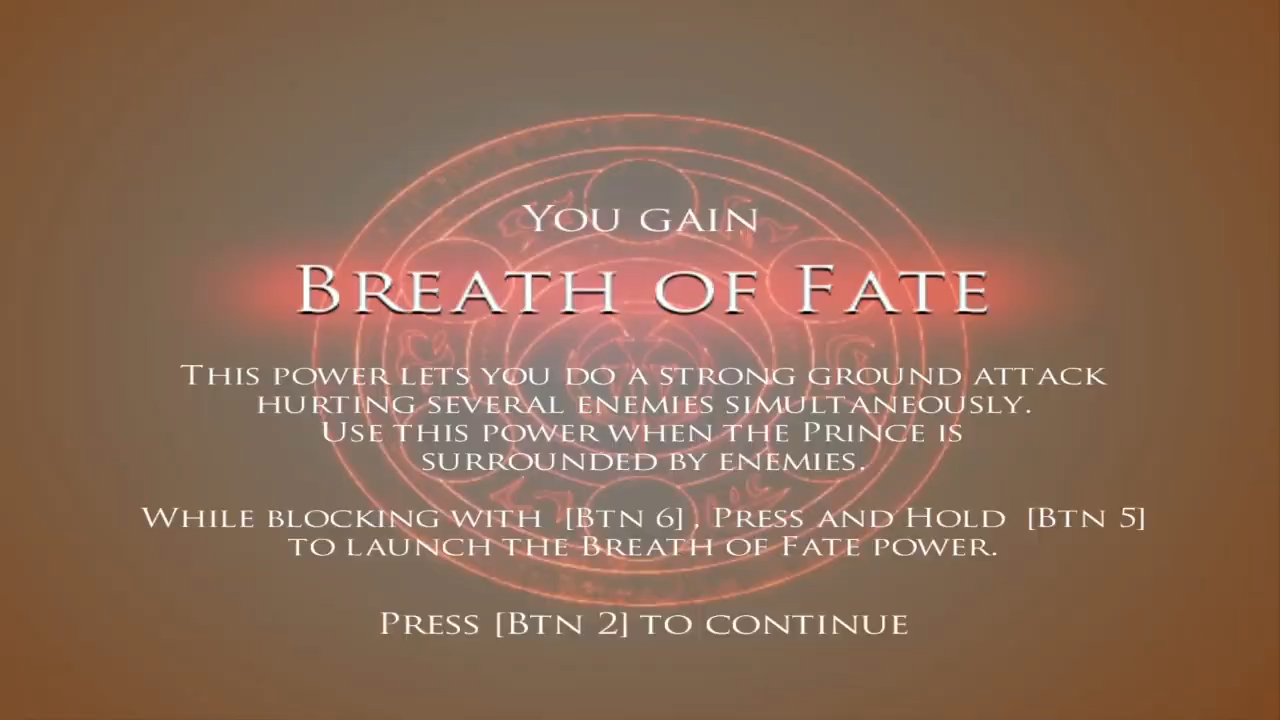 You gain
Breath of Fate
This power lets you do a strong ground attack
hurting several enemies simultaneously.
Use this power when the Prince is
surrounded by enemies.
While blocking with [Btn 6] , Press and Hold [Btn 5]
to launch the Breath of Fate power.
Press [Btn 2] to continue